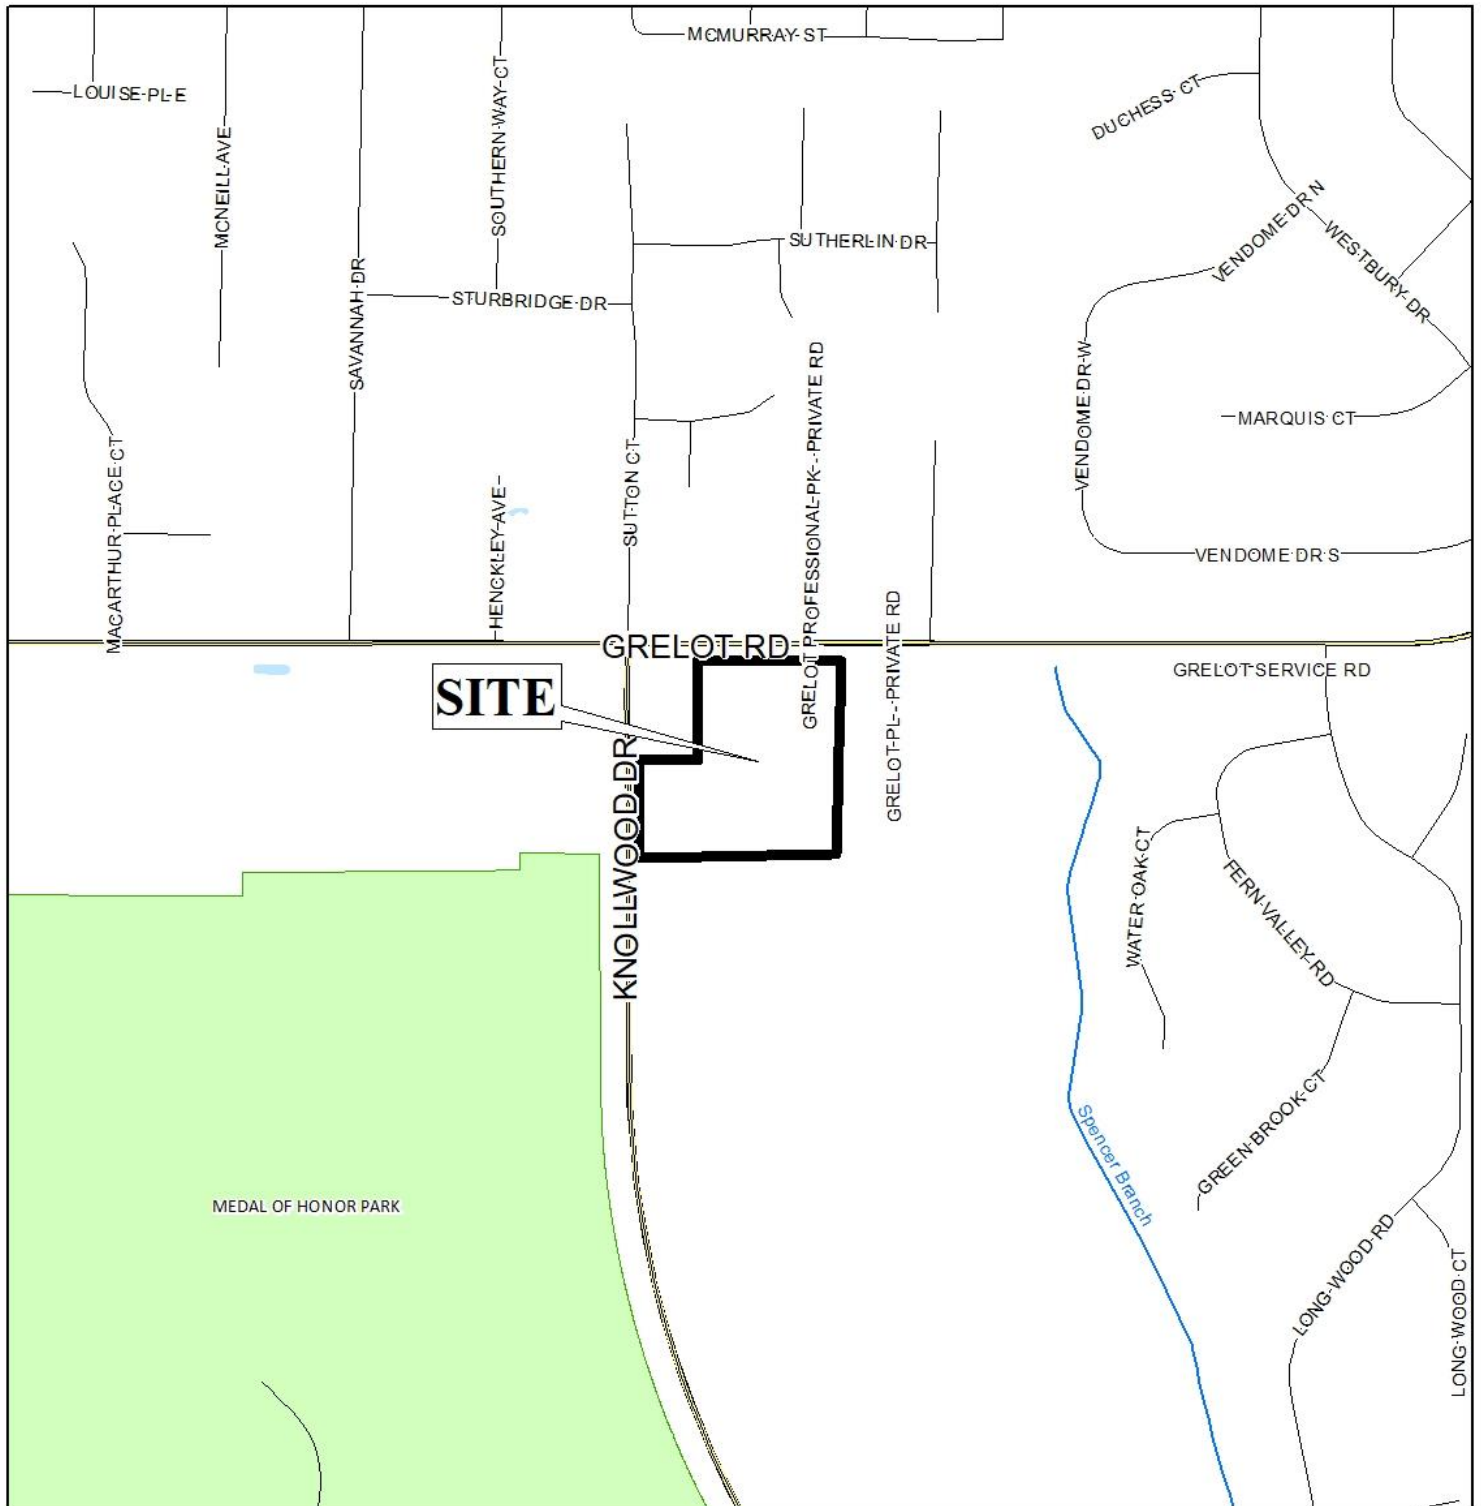 MCMURRAY ST
LOUISE PL E
DUCHESS CT
SOUTHERN WAY CT
MCNEILL AVE
VENDOME DR N
SUTHERLIN DR
WESTBURY DR
SAVANNAH DR
STURBRIDGE DR
GRELOT PROFESSIONAL PK - PRIVATE RD
VENDOME DR W
MARQUIS CT
MACARTHUR PLACE CT
SUTTON CT
HENCKLEY AVE
VENDOME DR S
GRELOT PL - PRIVATE RD
GRELOT RD
GRELOT SERVICE RD
SITE
KNOLLWOOD DR
WATER OAK CT
FERN VALLEY RD
GREEN BROOK CT
Spencer Branch
MEDAL OF HONOR PARK
LONG WOOD RD
LONG WOOD CT